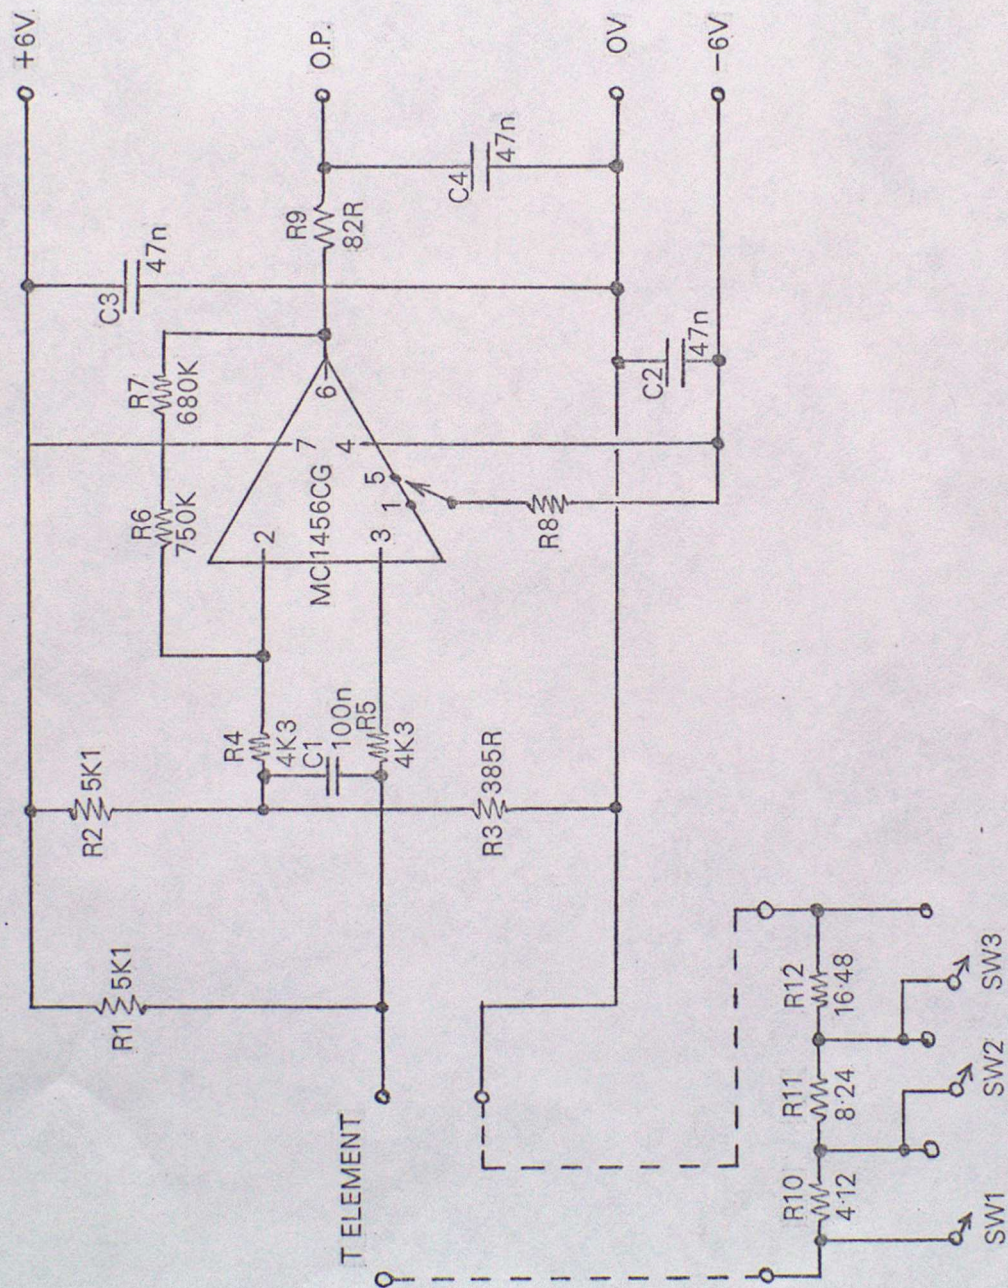 +6V
O.P.
0V
-6V
R1
5K1
R2
5K1
R6
750K
R7
680K
C3
47n
R4
4K3
C1
100n
R5
4K3
2
3
MC1456CG
7
6
1
5
4
R9
82R
C4
47n
R3
385R
R8
C2
47n
T ELEMENT
R10
4·12
R11
8·24
R12
16·48
SW1
SW2
SW3